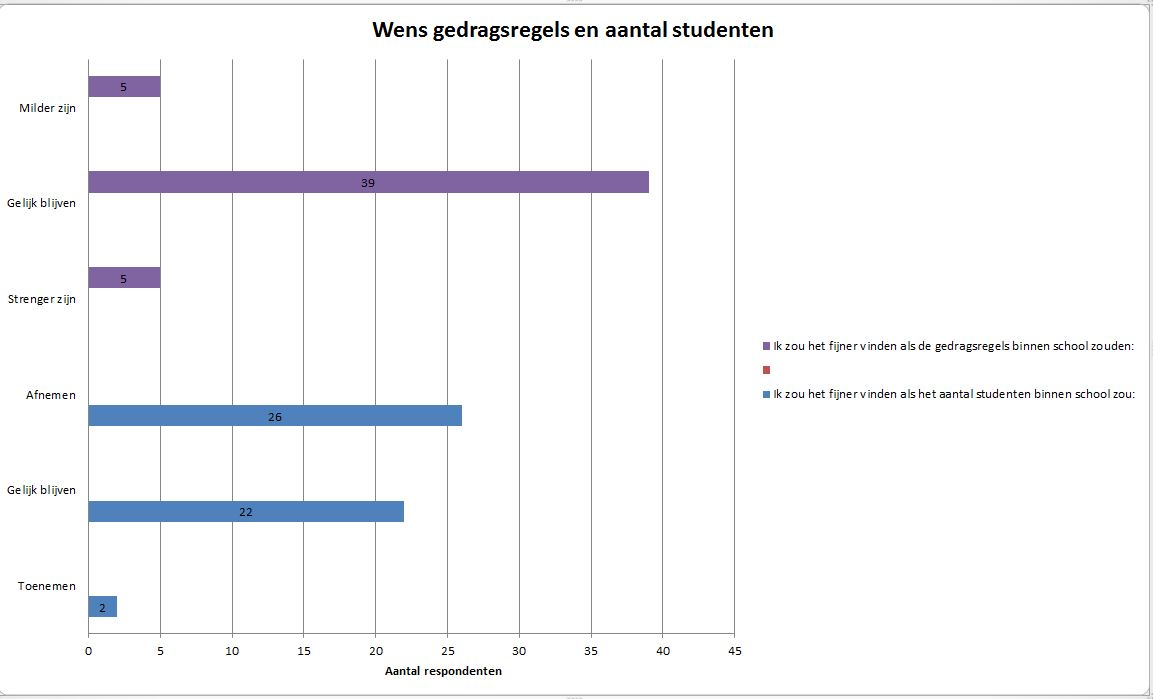 Wens gedragsregels en aantal studenten
Milder zijn
5
Gelijk blijven
39
Strenger zijn
5
Afnemen
26
Gelijk blijven
22
Toenemen
2
0 5 10 15 20 25 30 35 40 45
Aantal respondenten
Ik zou het fijner vinden als de gedragsregels binnen school zouden:
Ik zou het fijner vinden als het aantal studenten binnen school zou: